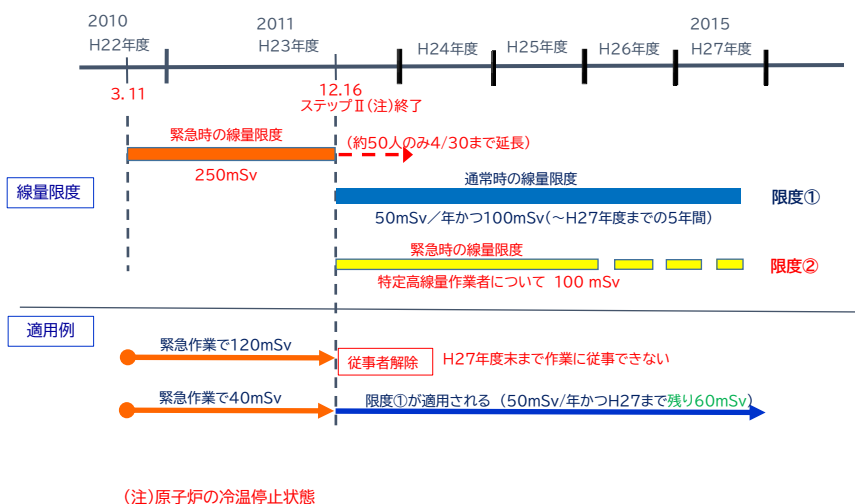 2010
2011
2015
H22年度
H23年度
H24年度
H25年度
H26年度
H27年度
3.11
12.16
ステップⅡ(注)終了
緊急時の線量限度
(約50人のみ4/30まで延長)
250mSv
線量限度
通常時の線量限度
限度①
50mSv/年かつ100mSv(~H27年度までの5年間)
緊急時の線量限度
限度②
特定高線量作業者について 100 mSv
適用例
緊急作業で120mSv
従事者解除
H27年度末まで作業に従事できない
緊急作業で40mSv
限度①が適用される (50mSv/年かつH27まで残り60mSv)
(注)原子炉の冷温停止状態